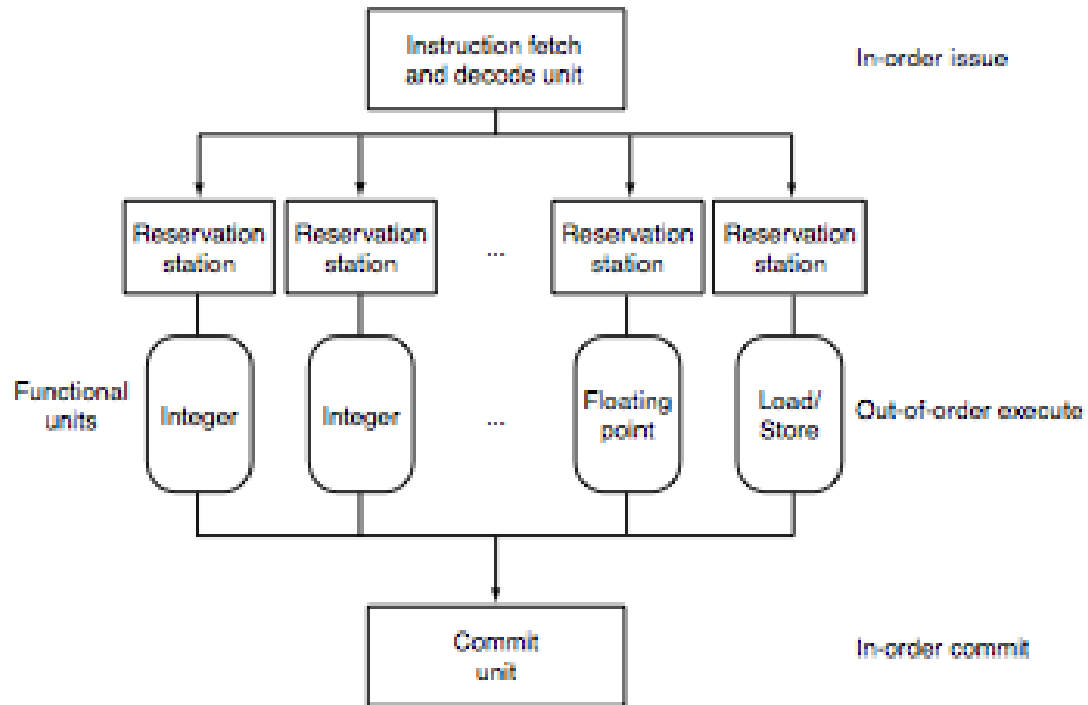 Instruction fetch
and decode unit
In-order issue
Reservation
station
Reservation
station
...
Reservation
station
Reservation
station
Functional
units
Integer
Integer
...
Floating
point
Load/
Store
Out-of-order execute
Commit
unit
In-order commit